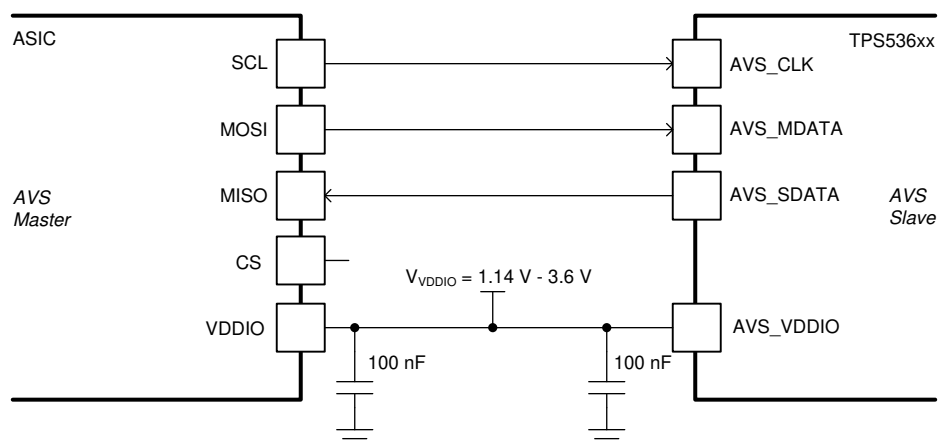 ASIC
TPS536xx
SCL
AVS_CLK
MOSI
AVS_MDATA
MISO
AVS_SDATA
AVS
Master
AVS
Slave
CS
VVDDIO = 1.14 V - 3.6 V
VDDIO
AVS_VDDIO
100 nF
100 nF